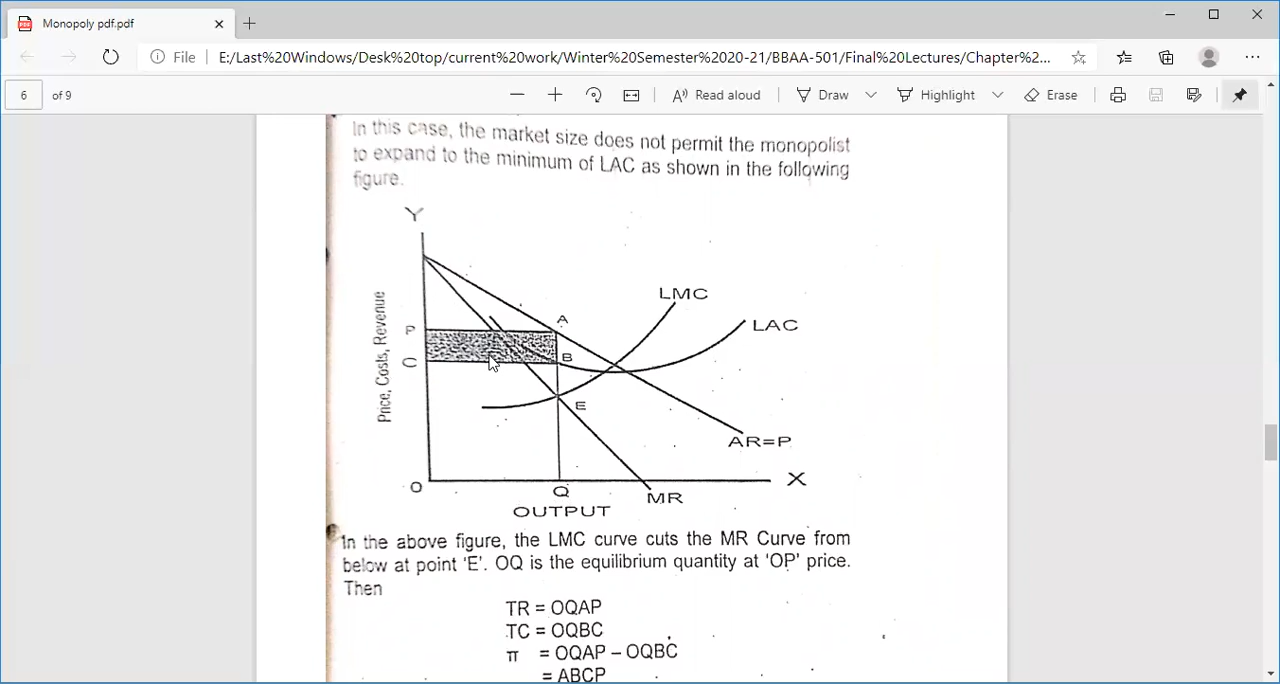 Monopoly pdf.pdf
File
E:/Last%20Windows/Desk%20top/current%20work/Winter%20Semester%202020-21/BBAA-501/Final%20Lectures/Chapter%2...
6 of 9
Read aloud
Draw
Highlight
Erase
In this case, the market size does not permit the monopolist
to expand to the minimum of LAC as shown in the following
figure.
Y
Price, Costs, Revenue
LMC
LAC
P
A
C
B
E
AR=P
O
Q
MR
X
OUTPUT
In the above figure, the LMC curve cuts the MR Curve from
below at point 'E'. OQ is the equilibrium quantity at 'OP' price.
Then
TR = OQAP
TC = OQBC
π = OQAP – OQBC
= ABCP